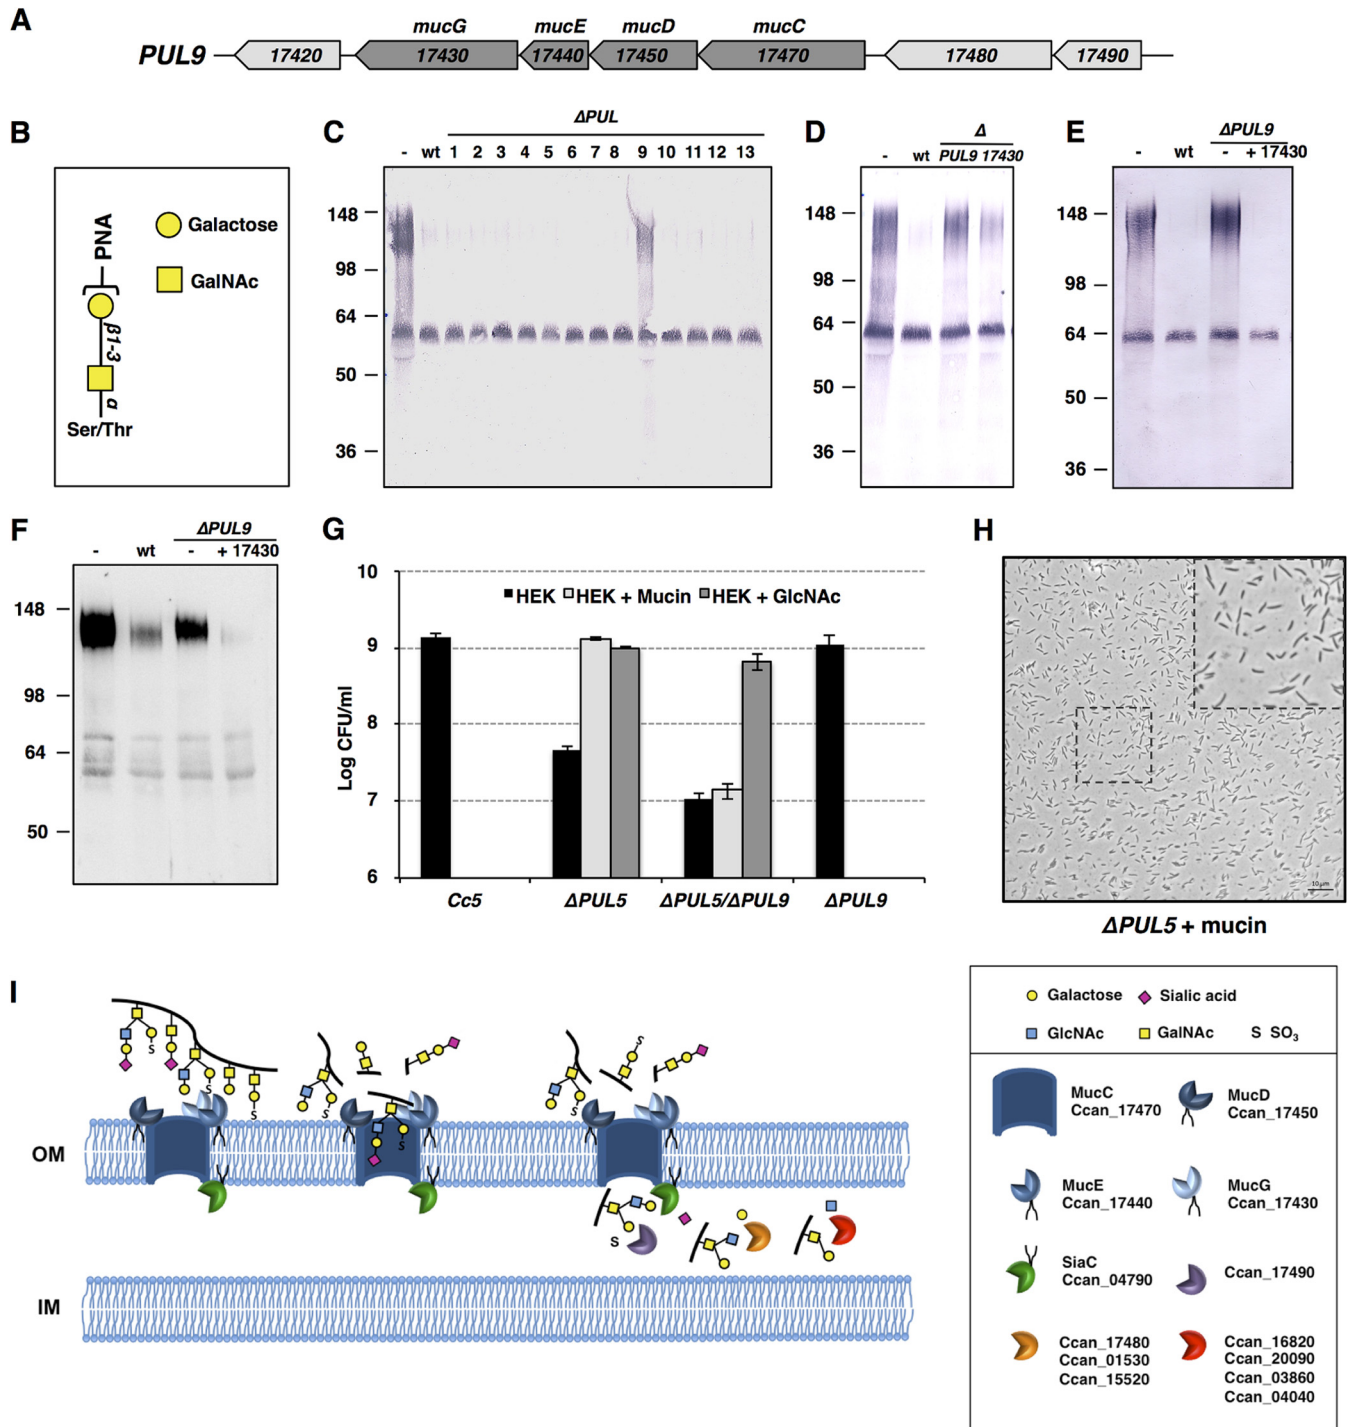 A
mucG mucE mucD mucC
PUL9 17420 17430 17440 17450 17470 17480 17490
B
PNA
β1-3
α
Ser/Thr
Galactose
GalNAc
C
ΔPUL
- wt 1 2 3 4 5 6 7 8 9 10 11 12 13
148
98
64
50
36
D
Δ
- wt PUL9 17430
148
98
64
50
36
E
ΔPUL9
- wt - + 17430
148
98
64
50
36
F
ΔPUL9
- wt - + 17430
148
98
64
50
G
HEK HEK + Mucin HEK + GlcNAc
Log CFU/ml
10
9
8
7
6
Cc5 ΔPUL5 ΔPUL5/ΔPUL9 ΔPUL9
H
10 µm
ΔPUL5 + mucin
I
S
S
S
S
S
S
S
S
S
OM
IM
Galactose Sialic acid
GlcNAc GalNAc S SO3
MucC
Ccan_17470
MucD
Ccan_17450
MucE
Ccan_17440
MucG
Ccan_17430
SiaC
Ccan_04790
Ccan_17490
Ccan_17480
Ccan_01530
Ccan_15520
Ccan_16820
Ccan_20090
Ccan_03860
Ccan_04040